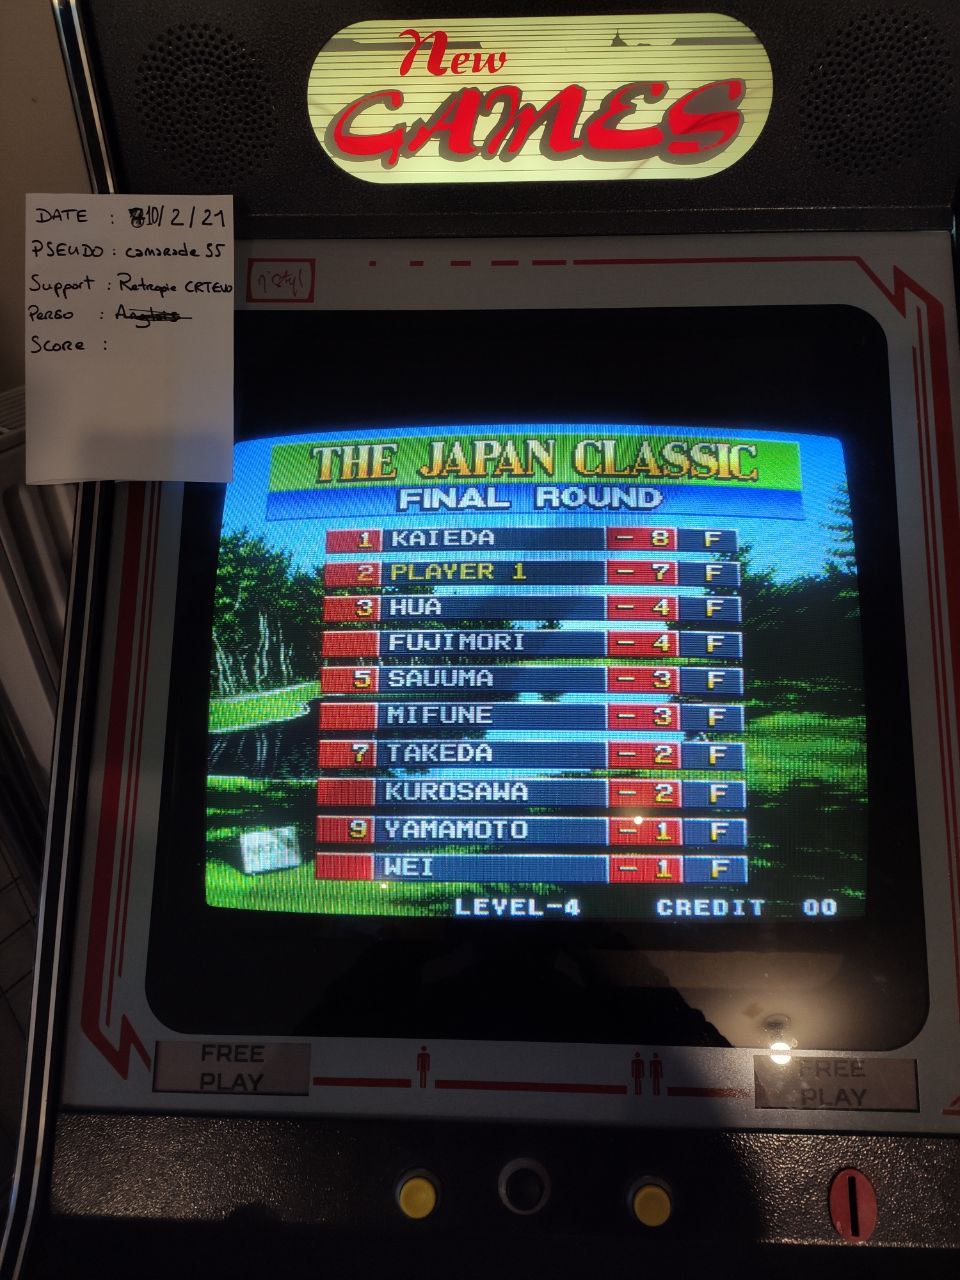 New
GAMES
DATE : 10/2/21
PSEUDO : camarade 35
Support : Retropie CRTEVO
PERSO :
SCORE :
THE JAPAN CLASSIC
FINAL ROUND
1 KAIEDA - 8 F
2 PLAYER 1 - 7 F
3 HUA - 4 F
FUJIMORI - 4 F
5 SAUUMA - 3 F
MIFUNE - 3 F
7 TAKEDA - 2 F
KUROSAWA - 2 F
9 YAMAMOTO - 1 F
WEI - 1 F
LEVEL-4 CREDIT 00
FREE PLAY
FREE PLAY